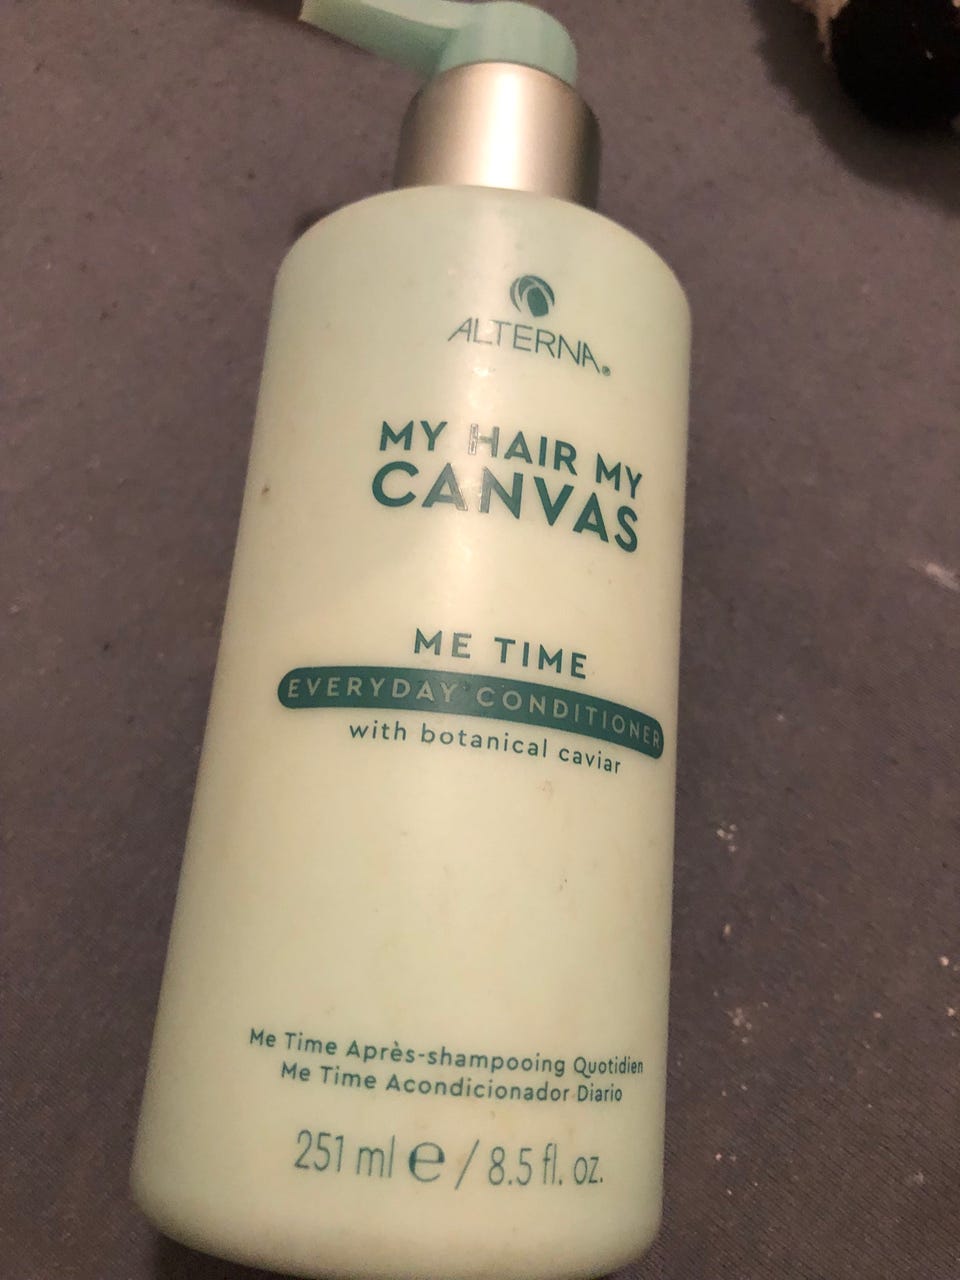 ALTERNA®
MY HAIR MY
CANVAS
ME TIME
EVERYDAY CONDITIONER
with botanical caviar
Me Time Après-shampooing Quotidien
Me Time Acondicionador Diario
251 ml ℮ / 8.5 fl. oz.